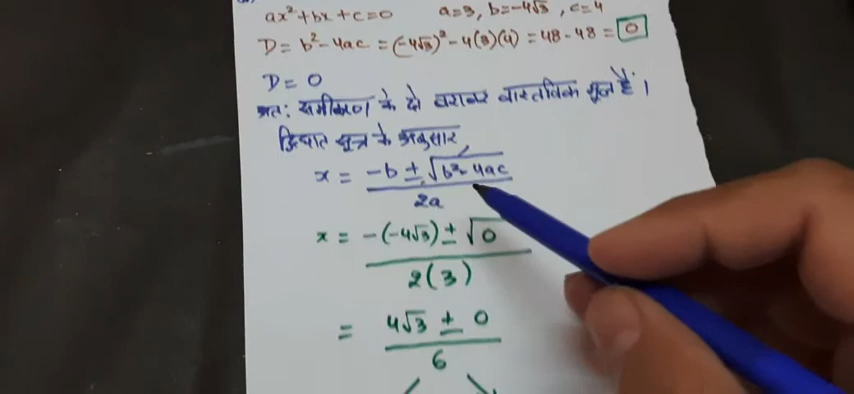 ax² + bx + c = 0 a=3, b=-4√3, c=4
D = b² - 4ac = (-4√3)² - 4(3)(4) = 48 - 48 = 0
D = 0
अतः समीकरण के दो बराबर वास्तविक मूल हैं।
द्विघात सूत्र के अनुसार,
x = (-b ± √(b² - 4ac)) / 2a
x = (-(-4√3) ± √0) / 2(3)
= (4√3 ± 0) / 6